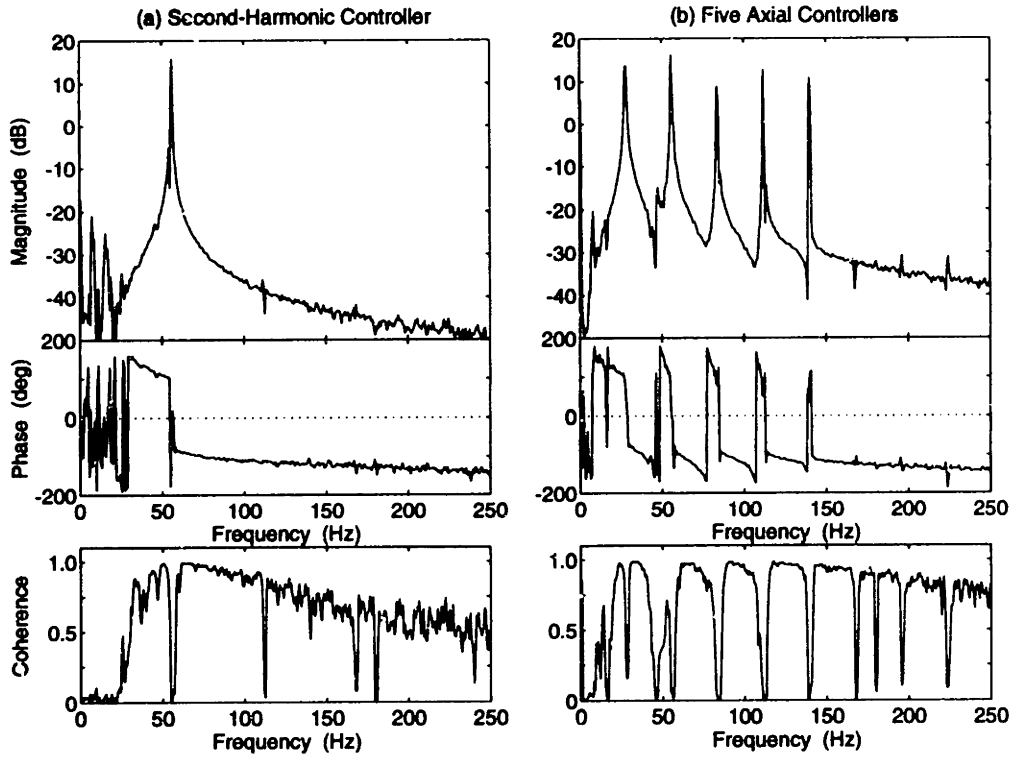 (a) Second-Harmonic Controller
(b) Five Axial Controllers
Magnitude (dB)
20
10
0
-10
-20
-30
-40
20
10
0
-10
-20
-30
-40
Phase (deg)
200
0
-200
200
0
-200
0 50 100 150 200 250
Frequency (Hz)
0 50 100 150 200 250
Frequency (Hz)
Coherence
1.0
0.5
0
1.0
0.5
0
0 50 100 150 200 250
Frequency (Hz)
0 50 100 150 200 250
Frequency (Hz)